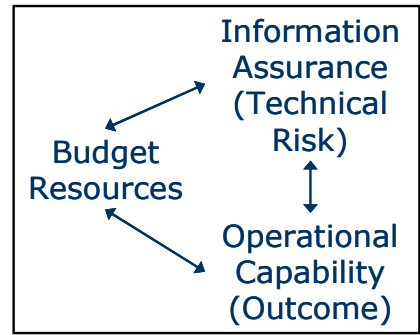 Information
Assurance
(Technical
Risk)
Budget
Resources
Operational
Capability
(Outcome)